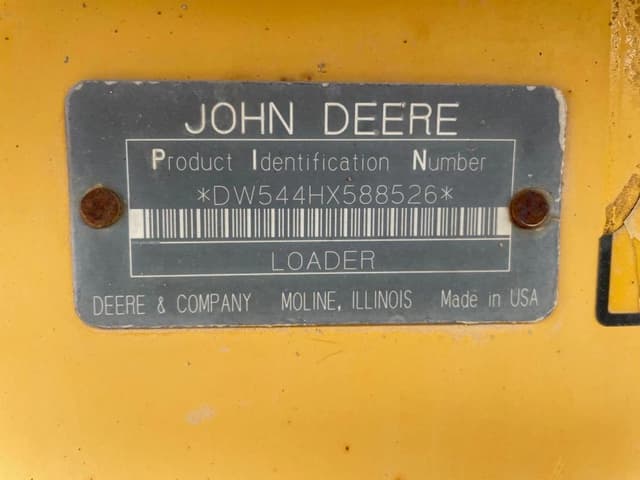 JOHN DEERE
Product Identification Number
*DW544HX588526*
LOADER
DEERE & COMPANY MOLINE, ILLINOIS Made in USA